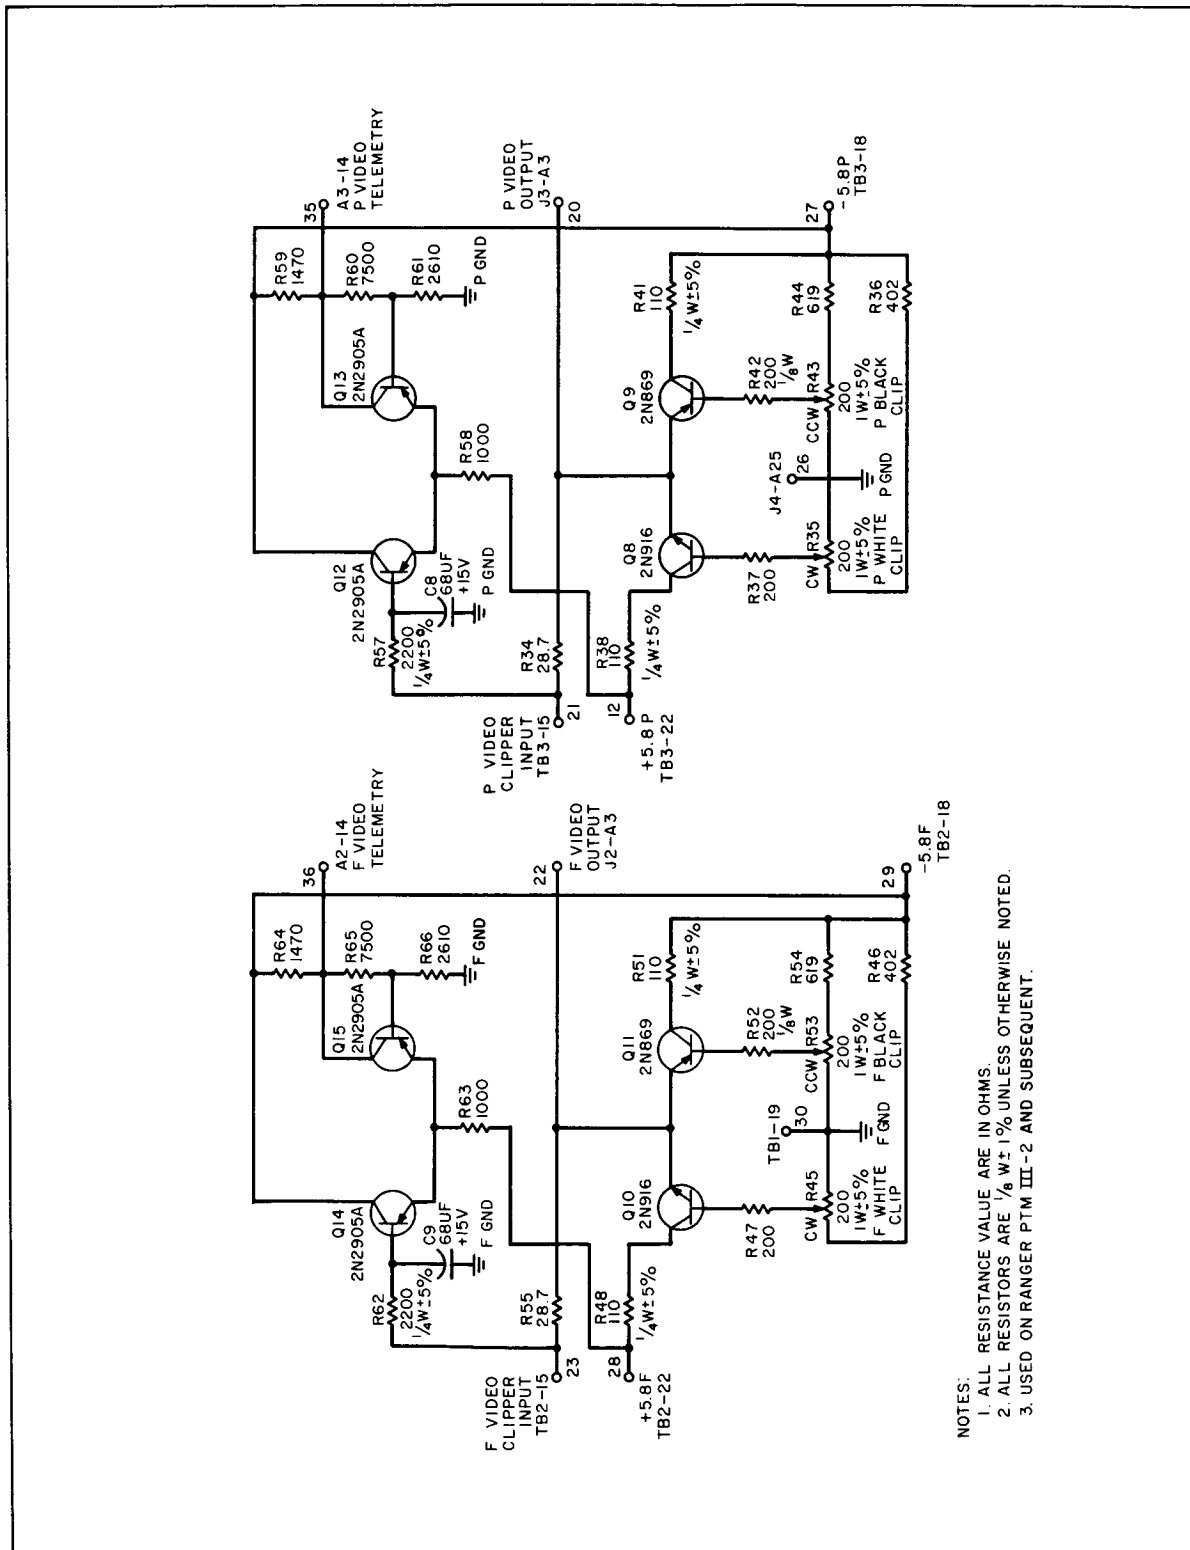 F VIDEO
CLIPPER
INPUT
TB2-15
23
R62
2200
1/4W±5%
C9
68UF
+15V
F GND
Q14
2N2905A
Q15
2N2905A
R64
1470
R65
7500
R66
2610
F GND
36
A2-14
F VIDEO
TELEMETRY
R63
1000
R55
28.7
22
F VIDEO
OUTPUT
J2-A3
28
+5.8F
TB2-22
R48
110
1/4W±5%
Q10
2N916
Q11
2N869
R51
110
1/4W±5%
R47
200
R52
200
1/8W
TB1-19
30
F GND
CW R45
200
1W±5%
F WHITE
CLIP
CCW R53
200
1W±5%
F BLACK
CLIP
R54
619
R46
402
29
-5.8F
TB2-18
P VIDEO
CLIPPER
INPUT
TB3-15
21
R57
2200
1/4W±5%
C8
68UF
+15V
P GND
Q12
2N2905A
Q13
2N2905A
R59
1470
R60
7500
R61
2610
P GND
35
A3-14
P VIDEO
TELEMETRY
R58
1000
R34
28.7
20
P VIDEO
OUTPUT
J3-A3
12
+5.8P
TB3-22
R38
110
1/4W±5%
Q8
2N916
Q9
2N869
R41
110
1/4W±5%
R37
200
R42
200
1/8W
J4-A25
26
P GND
CW R35
200
1W±5%
P WHITE
CLIP
CCW R43
200
1W±5%
P BLACK
CLIP
R44
619
R36
402
27
-5.8P
TB3-18
NOTES:
1. ALL RESISTANCE VALUE ARE IN OHMS.
2. ALL RESISTORS ARE 1/8 W±1% UNLESS OTHERWISE NOTED.
3. USED ON RANGER PTM III-2 AND SUBSEQUENT.